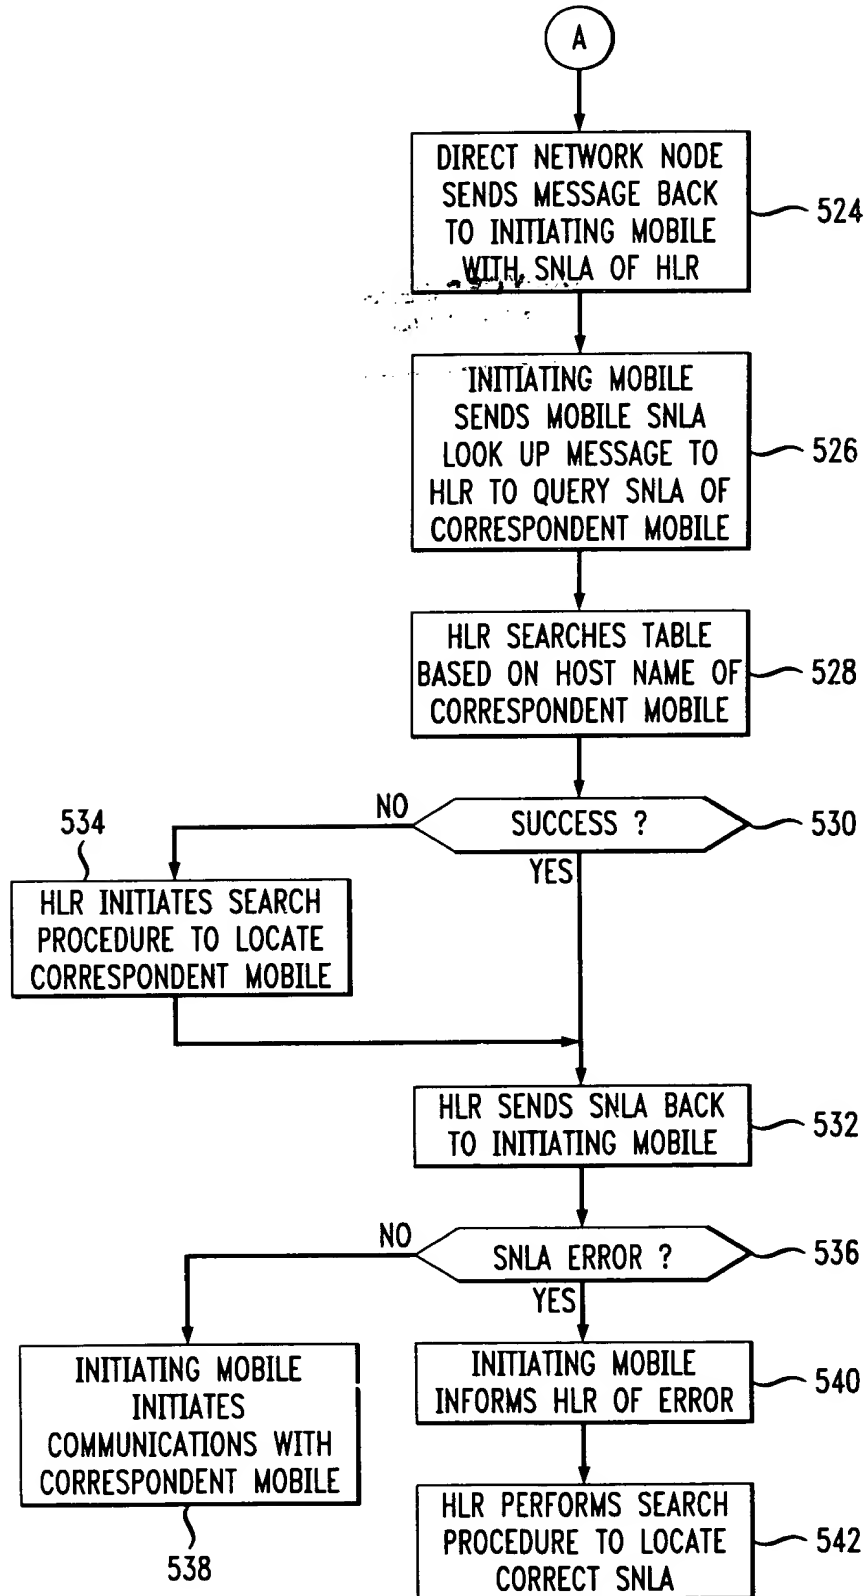 A
DIRECT NETWORK NODE
SENDS MESSAGE BACK
TO INITIATING MOBILE
WITH SNLA OF HLR
524
INITIATING MOBILE
SENDS MOBILE SNLA
LOOK UP MESSAGE TO
HLR TO QUERY SNLA OF
CORRESPONDENT MOBILE
526
HLR SEARCHES TABLE
BASED ON HOST NAME OF
CORRESPONDENT MOBILE
528
NO
SUCCESS ?
530
YES
534
HLR INITIATES SEARCH
PROCEDURE TO LOCATE
CORRESPONDENT MOBILE
HLR SENDS SNLA BACK
TO INITIATING MOBILE
532
NO
SNLA ERROR ?
536
YES
INITIATING MOBILE
INITIATES
COMMUNICATIONS WITH
CORRESPONDENT MOBILE
538
INITIATING MOBILE
INFORMS HLR OF ERROR
540
HLR PERFORMS SEARCH
PROCEDURE TO LOCATE
CORRECT SNLA
542